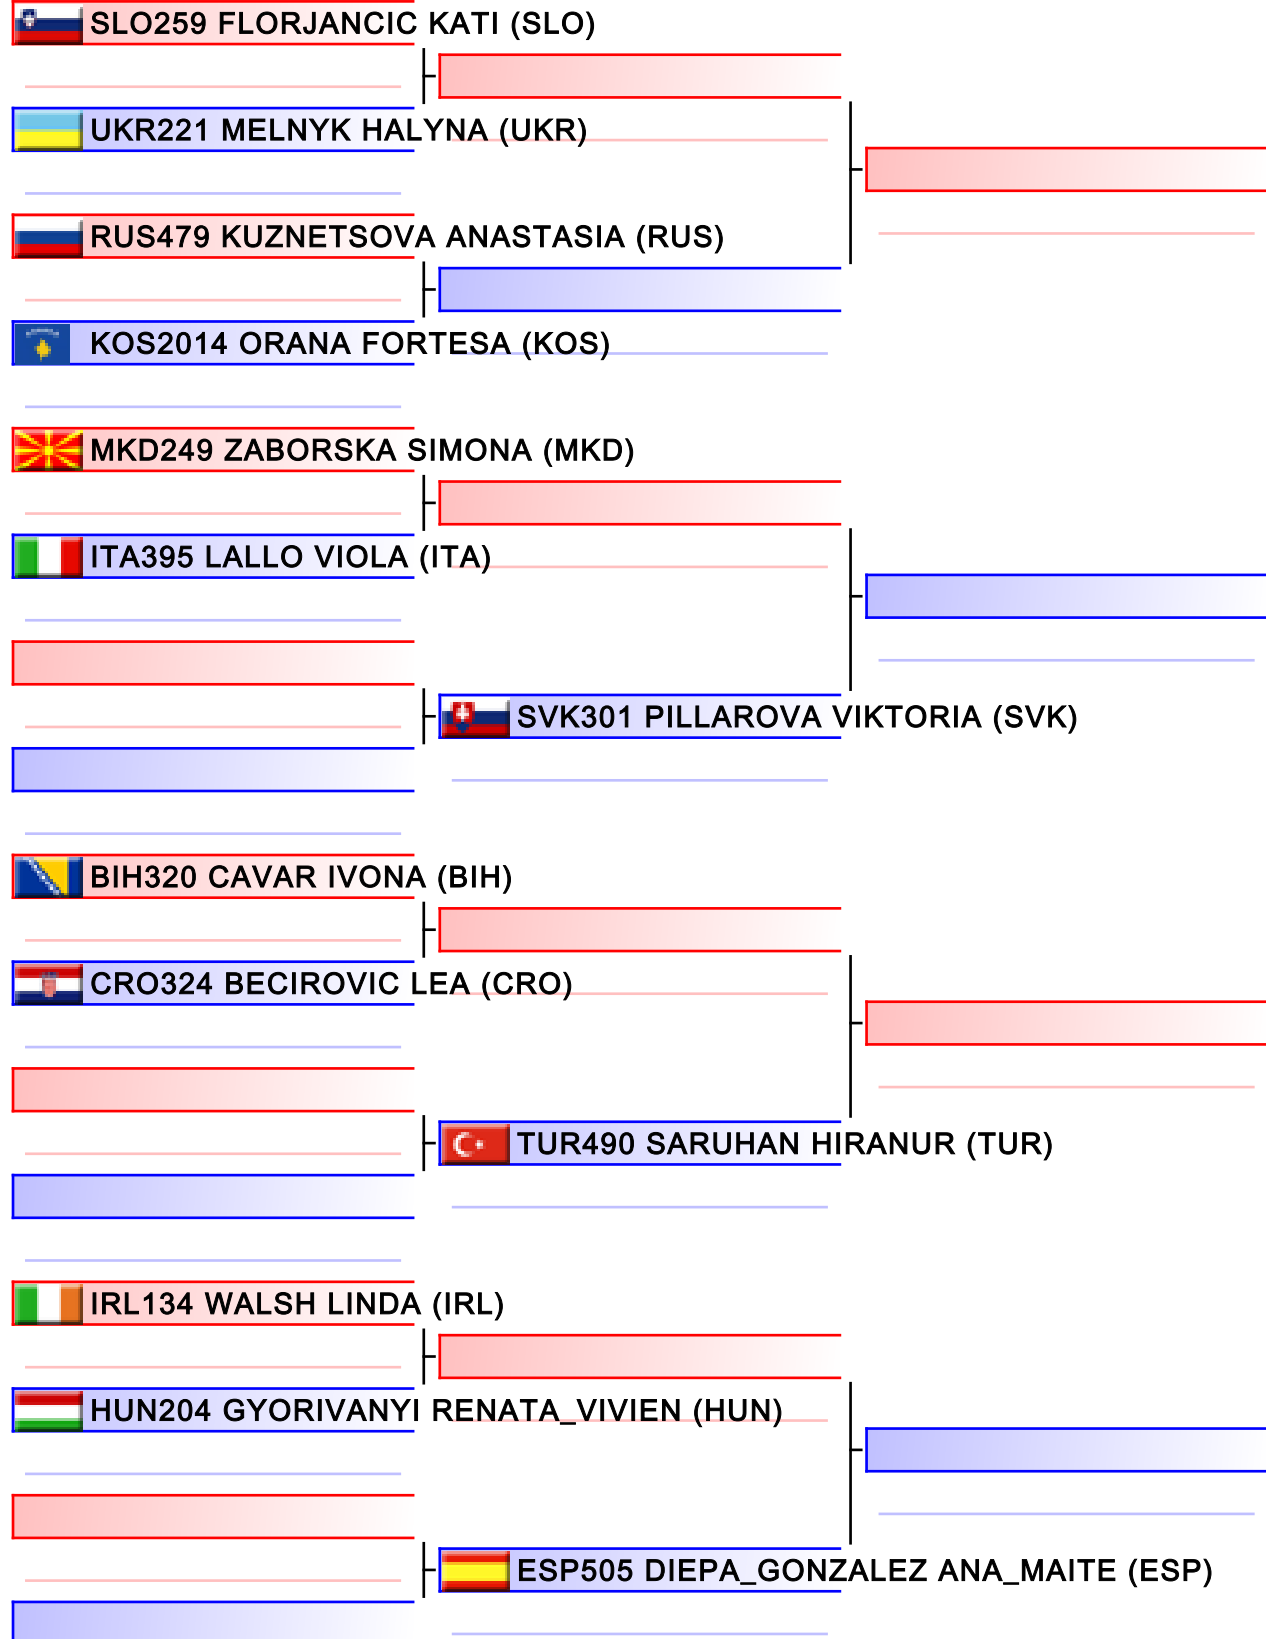 SLO259 FLORJANCIC KATI (SLO)
UKR221 MELNYK HALYNA (UKR)
RUS479 KUZNETSOVA ANASTASIA (RUS)
KOS2014 ORANA FORTESA (KOS)
MKD249 ZABORSKA SIMONA (MKD)
ITA395 LALLO VIOLA (ITA)
SVK301 PILLAROVA VIKTORIA (SVK)
BIH320 CAVAR IVONA (BIH)
CRO324 BECIROVIC LEA (CRO)
TUR490 SARUHAN HIRANUR (TUR)
IRL134 WALSH LINDA (IRL)
HUN204 GYORIVANYI RENATA_VIVIEN (HUN)
ESP505 DIEPA_GONZALEZ ANA_MAITE (ESP)